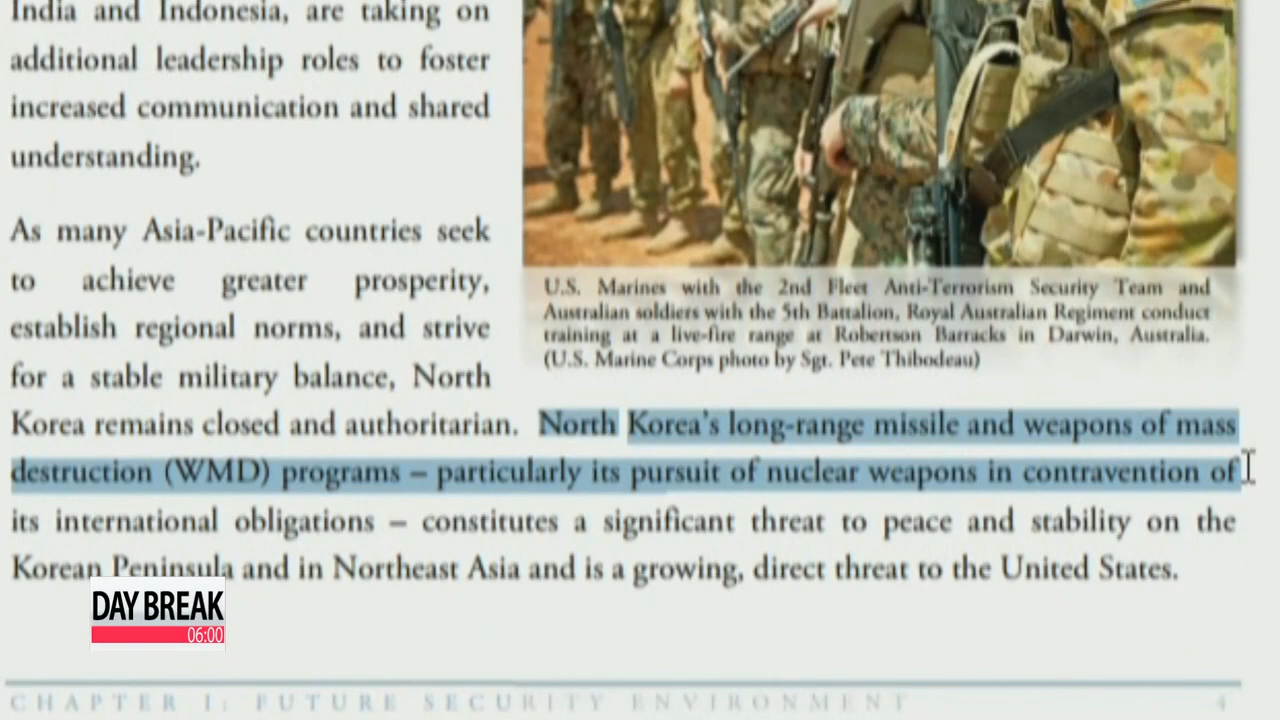 India and Indonesia, are taking on
additional leadership roles to foster
increased communication and shared
understanding.
As many Asia-Pacific countries seek
to achieve greater prosperity,
establish regional norms, and strive
for a stable military balance, North
Korea remains closed and authoritarian. North Korea's long-range missile and weapons of mass
destruction (WMD) programs – particularly its pursuit of nuclear weapons in contravention of
its international obligations – constitutes a significant threat to peace and stability on the
Korean Peninsula and in Northeast Asia and is a growing, direct threat to the United States.
U.S. Marines with the 2nd Fleet Anti-Terrorism Security Team and
Australian soldiers with the 5th Battalion, Royal Australian Regiment conduct
training at a live-fire range at Robertson Barracks in Darwin, Australia.
(U.S. Marine Corps photo by Sgt. Pete Thibodeau)
DAY BREAK
06:00
CHAPTER I: FUTURE SECURITY ENVIRONMENT 4